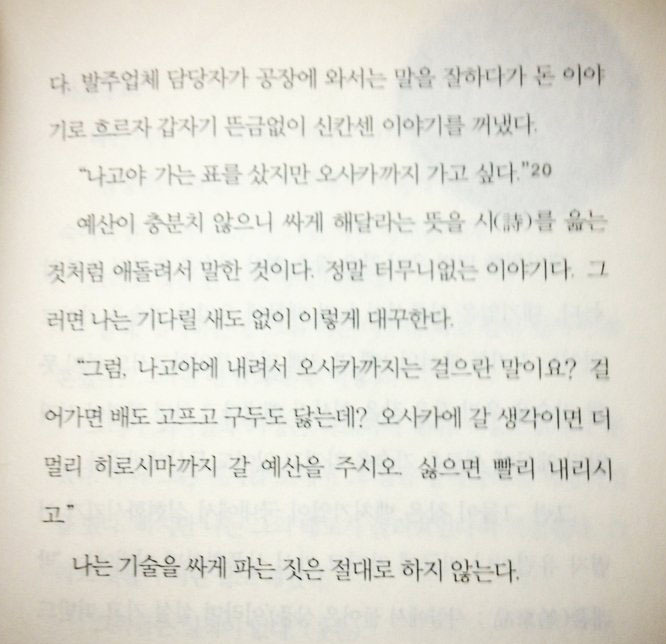 다. 발주업체 담당자가 공장에 와서는 말을 잘하다가 돈 이야
기로 흐르자 갑자기 뜬금없이 신칸센 이야기를 꺼냈다.
“나고야 가는 표를 샀지만 오사카까지 가고 싶다.”20
예산이 충분치 않으니 싸게 해달라는 뜻을 시(詩)를 읊는
것처럼 애돌려서 말한 것이다. 정말 터무니없는 이야기다. 그
러면 나는 기다릴 새도 없이 이렇게 대꾸한다.
“그럼, 나고야에 내려서 오사카까지는 걸으란 말이요? 걸
어가면 배도 고프고 구두도 닳는데? 오사카에 갈 생각이면 더
멀리 히로시마까지 갈 예산을 주시오. 싫으면 빨리 내리시
고.”
나는 기술을 싸게 파는 짓은 절대로 하지 않는다.